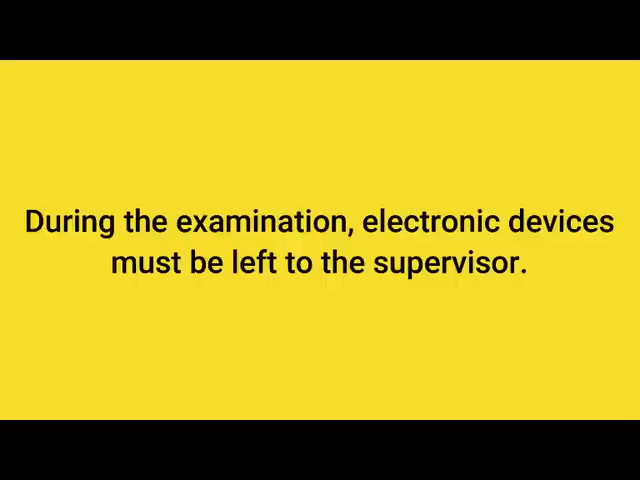 During the examination, electronic devices
must be left to the supervisor.